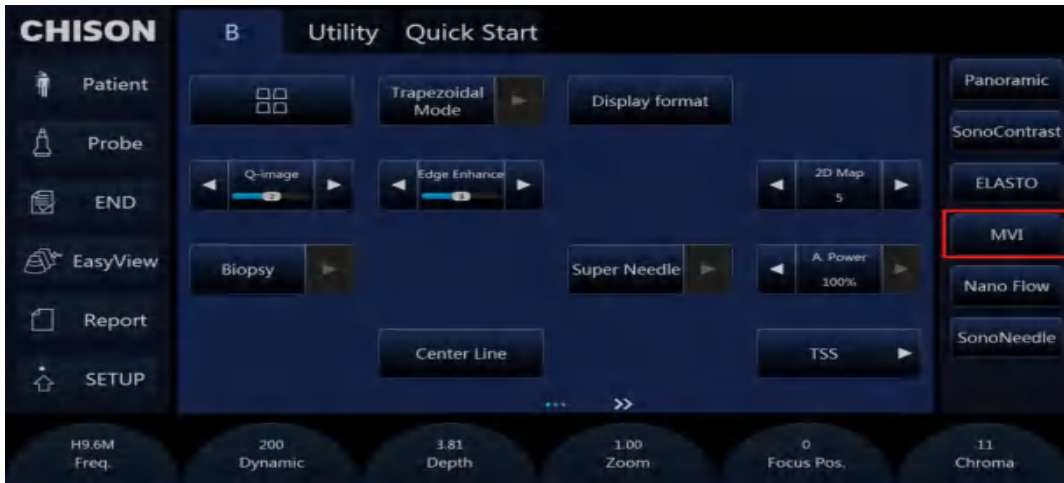 CHISON
B Utility Quick Start
Patient
Probe
END
EasyView
Report
SETUP
Trapezoidal
Mode
Display format
Q-image
2
Edge Enhance
3
2D Map
5
Biopsy
Super Needle
A. Power
100%
Center Line
TSS
Panoramic
SonoContrast
ELASTO
MVI
Nano Flow
SonoNeedle
H9.6M
Freq.
200
Dynamic
3.81
Depth
1.00
Zoom
0
Focus Pos.
11
Chroma